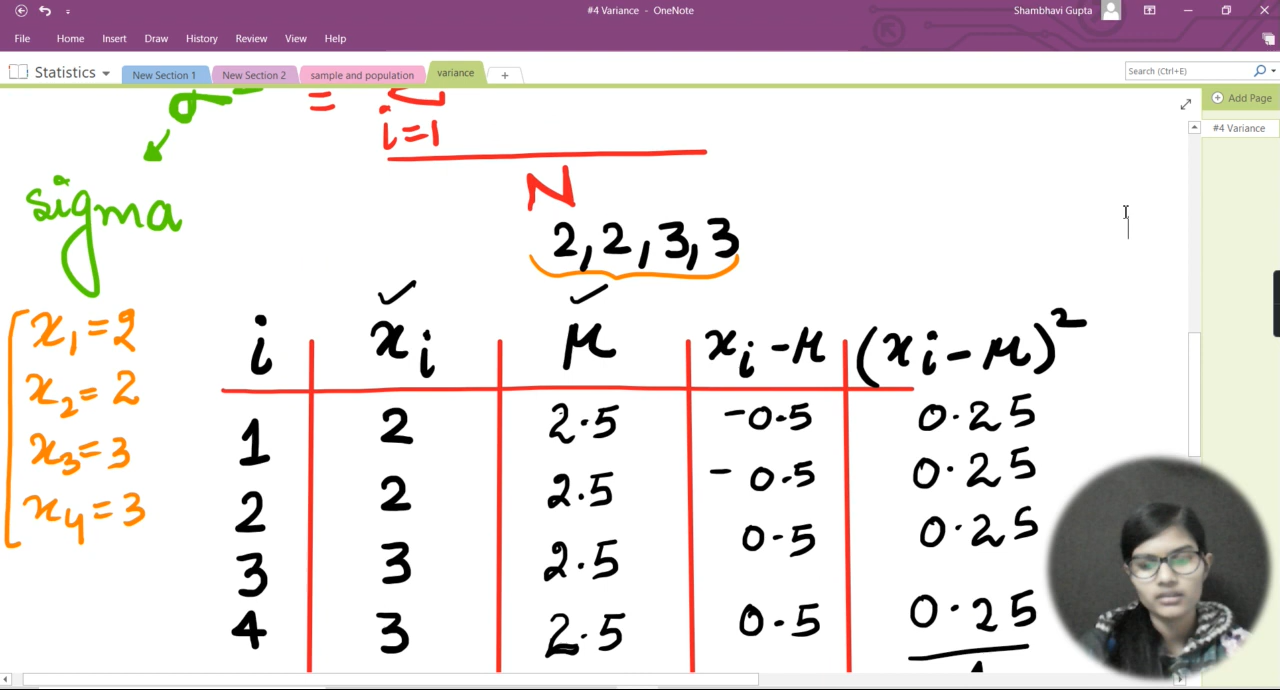 #4 Variance - OneNote
Shambhavi Gupta
File Home Insert Draw History Review View Help
Statistics New Section 1 New Section 2 sample and population variance +
Search (Ctrl+E)
Add Page
#4 Variance
=
i=1
N
sigma
2, 2, 3, 3
x₁ = 2
x₂ = 2
x₃ = 3
x₄ = 3
i xᵢ μ xᵢ - μ (xᵢ - μ)²
1 2 2.5 -0.5 0.25
2 2 2.5 -0.5 0.25
3 3 2.5 0.5 0.25
4 3 2.5 0.5 0.25